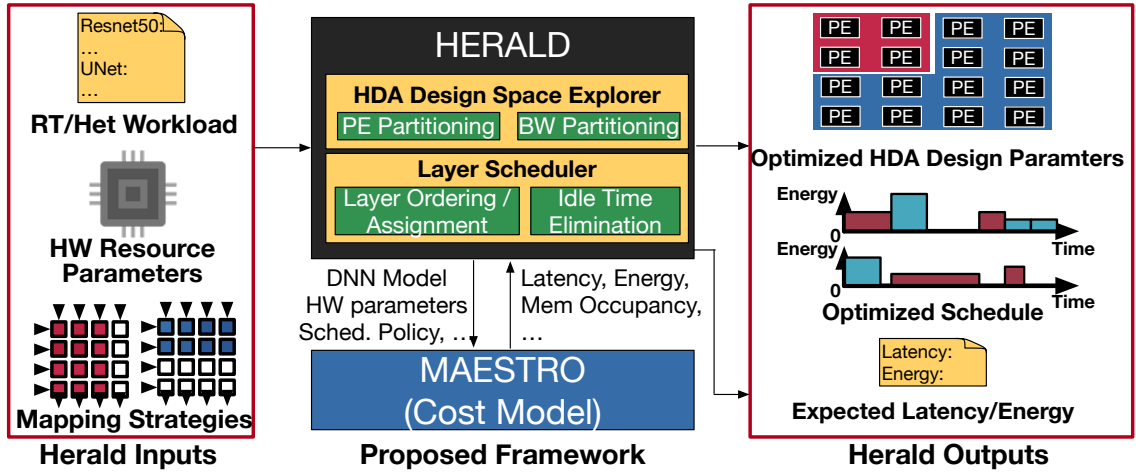 Resnet50:
...
UNet:
...
RT/Het Workload
HW Resource
Parameters
Mapping Strategies
Herald Inputs
HERALD
HDA Design Space Explorer
PE Partitioning
BW Partitioning
Layer Scheduler
Layer Ordering /
Assignment
Idle Time
Elimination
DNN Model
HW parameters
Sched. Policy, ...
Latency, Energy,
Mem Occupancy,
...
MAESTRO
(Cost Model)
Proposed Framework
PE PE PE PE
PE PE PE PE
PE PE PE PE
PE PE PE PE
Optimized HDA Design Paramters
Energy
0
Time
Energy
0
Time
Optimized Schedule
Latency:
Energy:
Expected Latency/Energy
Herald Outputs